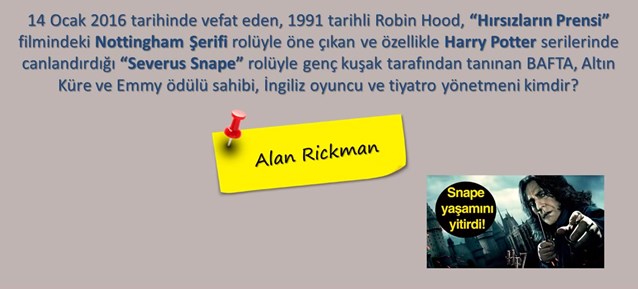 14 Ocak 2016 tarihinde vefat eden, 1991 tarihli Robin Hood, “Hırsızların Prensi”
filmindeki Nottingham Şerifi rolüyle öne çıkan ve özellikle Harry Potter serilerinde
canlandırdığı “Severus Snape” rolüyle genç kuşak tarafından tanınan BAFTA, Altın
Küre ve Emmy ödülü sahibi, İngiliz oyuncu ve tiyatro yönetmeni kimdir?
Alan Rickman
Snape
yaşamını
yitirdi!